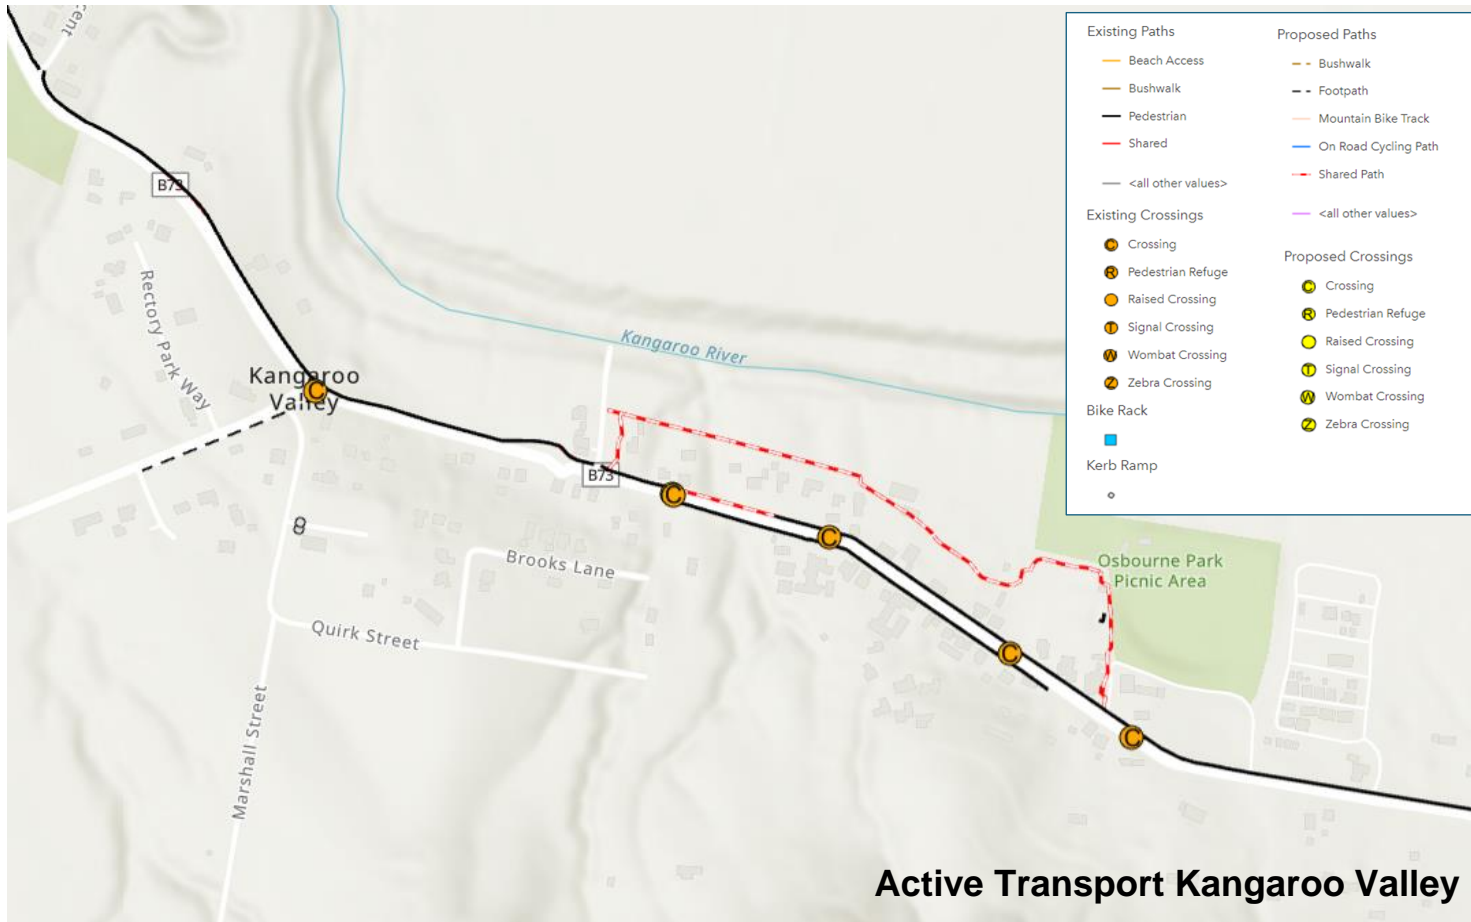 cent
B73
Rectory Park Way
Kangaroo
Valley
C
Kangaroo River
B73
C
C
Brooks Lane
Quirk Street
Marshall Street
C
C
Osbourne Park
Picnic Area
Existing Paths
Beach Access
Bushwalk
Pedestrian
Shared
<all other values>
Existing Crossings
C Crossing
R Pedestrian Refuge
Raised Crossing
T Signal Crossing
W Wombat Crossing
Z Zebra Crossing
Bike Rack
Kerb Ramp
Proposed Paths
Bushwalk
Footpath
Mountain Bike Track
On Road Cycling Path
Shared Path
<all other values>
Proposed Crossings
C Crossing
R Pedestrian Refuge
Raised Crossing
T Signal Crossing
W Wombat Crossing
Z Zebra Crossing
Active Transport Kangaroo Valley